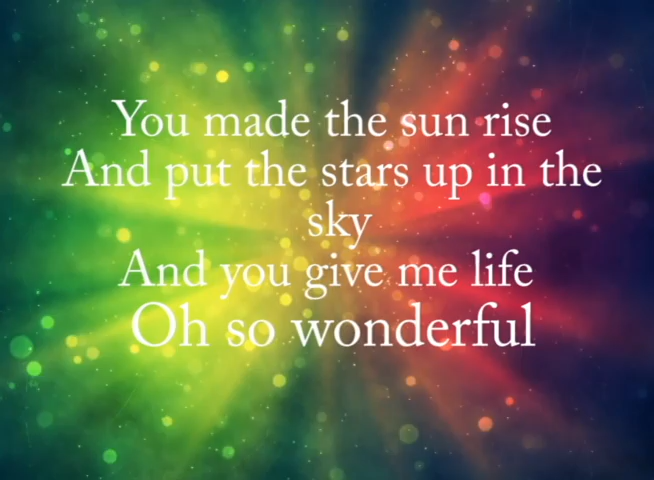 You made the sun rise
And put the stars up in the
sky
And you give me life
Oh so wonderful